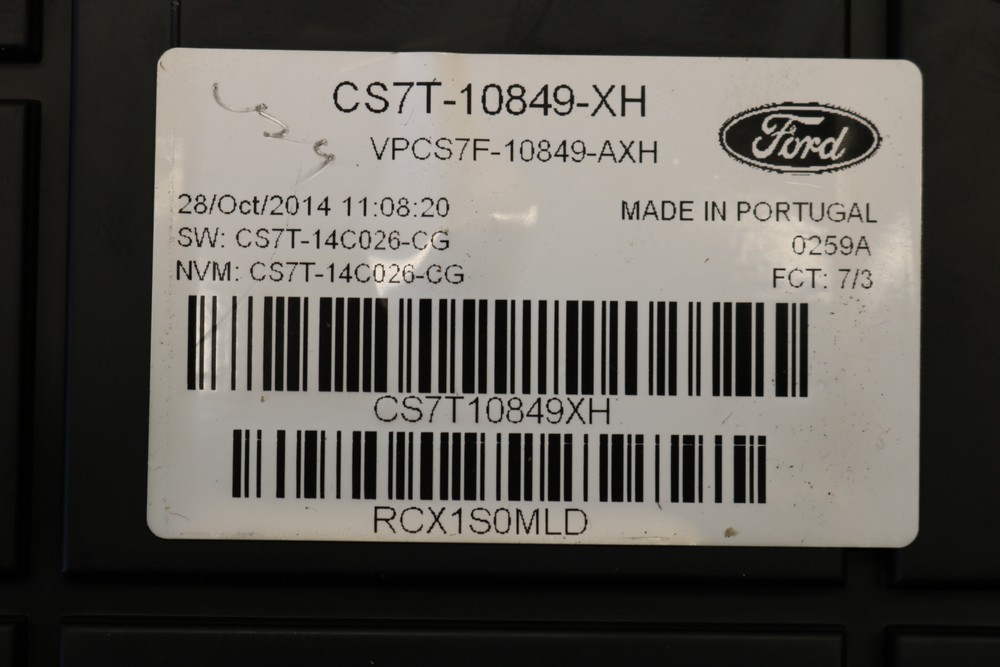 CS7T-10849-XH
VPCS7F-10849-AXH
Ford
28/Oct/2014 11:08:20
MADE IN PORTUGAL
SW: CS7T-14C026-CG
0259A
NVM: CS7T-14C026-CG
FCT: 7/3
CS7T10849XH
RCX1S0MLD